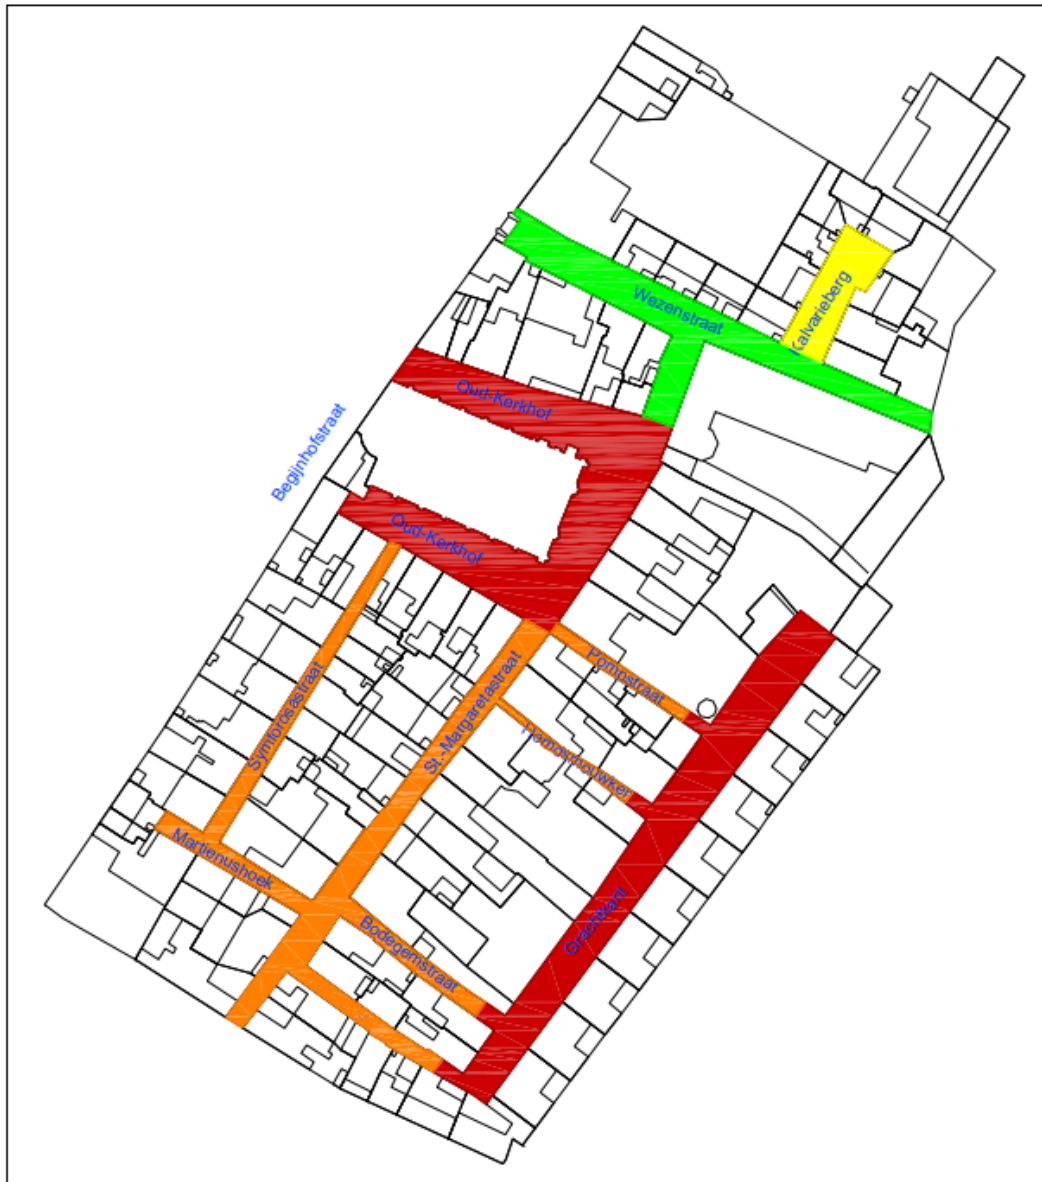 Wezenstraat
Kalvarieberg
Oud-Kerkhof
Begijnhofstraat
Oud-Kerkhof
Pompstraat
Symforosastraat
St.-Margaretastraat
Martienushoek
Bodegemstraat
Grachtkant